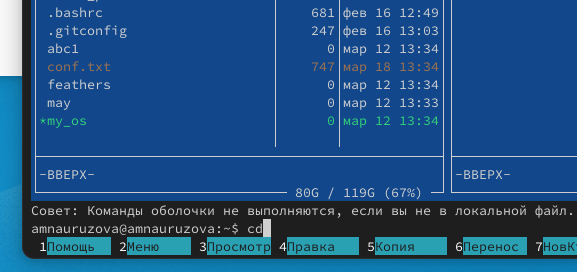 .bashrc 681 фев 16 12:49
.gitconfig 247 фев 16 13:03
abc1 0 мар 12 13:34
conf.txt 747 мар 18 13:34
feathers 0 мар 12 13:34
may 0 мар 12 13:33
*my_os 0 мар 12 13:34
-ВВЕРХ- -ВВЕРХ-
80G / 119G (67%)
Совет: Команды оболочки не выполняются, если вы не в локальной файл.
amnauruzova@amnauruzova:~$ cd
1Помощь 2Меню 3Просмотр 4Правка 5Копия 6Перенос 7НовК